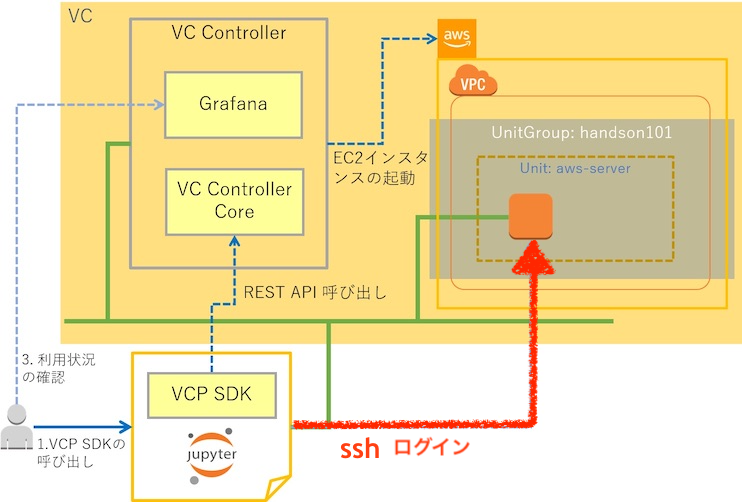 VC
VC Controller
aws
Grafana
VPC
UnitGroup: handson101
EC2インスタ
ンスの起動
Unit: aws-server
VC Controller
Core
REST API 呼び出し
3. 利用状況
の確認
VCP SDK
1.VCP SDKの
呼び出し
jupyter
ssh ログイン